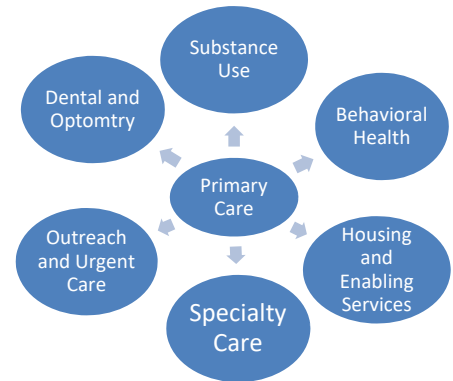 Substance
Use
Dental and
Optomtry
Behavioral
Health
Primary
Care
Outreach
and Urgent
Care
Housing
and
Enabling
Services
Specialty
Care